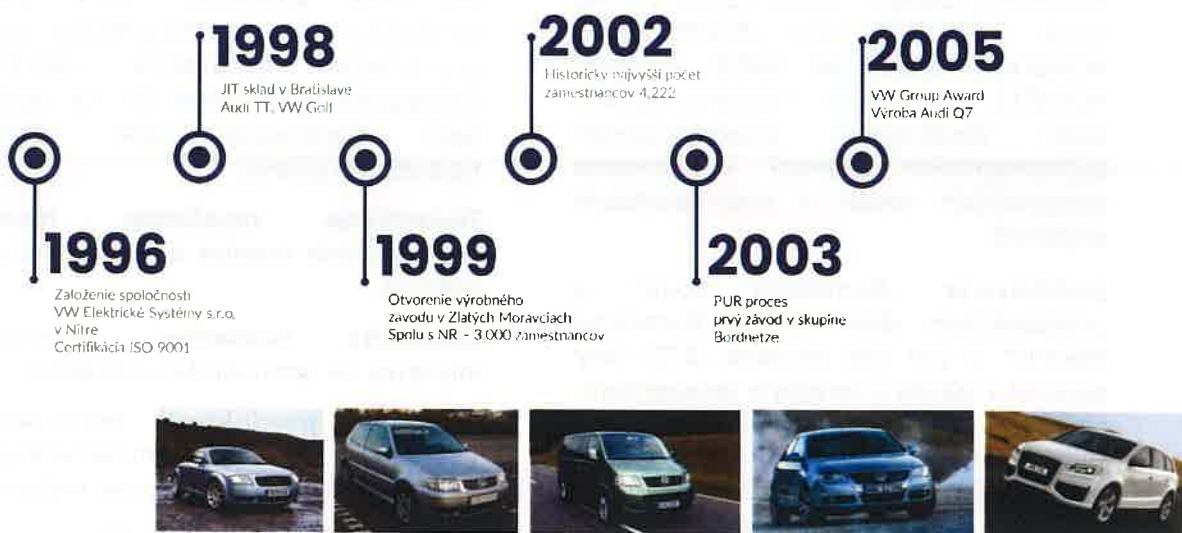 1998
JIT sklad v Bratislave
Audi TT, VW Golf
2002
Historicky najvyšší počet
zamestnancov 4,222
2005
VW Group Award
Výroba Audi Q7
1996
Založenie spoločnosti
VW Elektrické Systémy s.r.o,
v Nitre
Certifikácia ISO 9001
1999
Otvorenie výrobného
závodu v Zlatých Moravciach
Spolu s NR - 3.000 zamestnancov
2003
PUR proces
prvý závod v skupine
Bordnetze